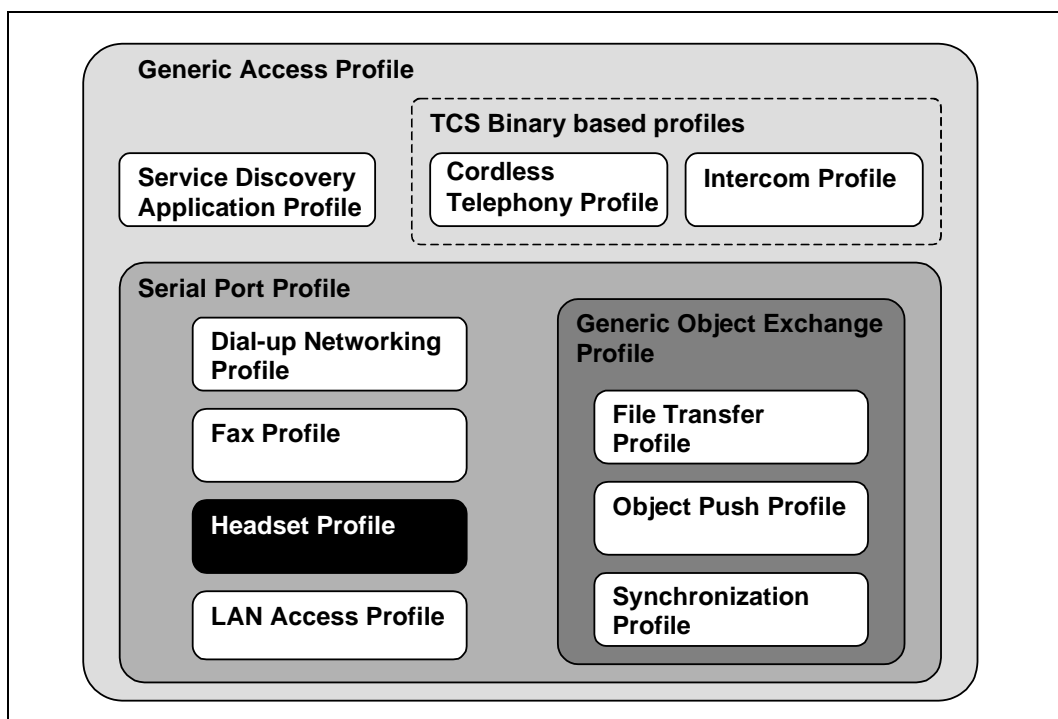 Generic Access Profile
TCS Binary based profiles
Service Discovery
Application Profile
Cordless
Telephony Profile
Intercom Profile
Serial Port Profile
Dial-up Networking
Profile
Fax Profile
Headset Profile
LAN Access Profile
Generic Object Exchange
Profile
File Transfer
Profile
Object Push Profile
Synchronization
Profile